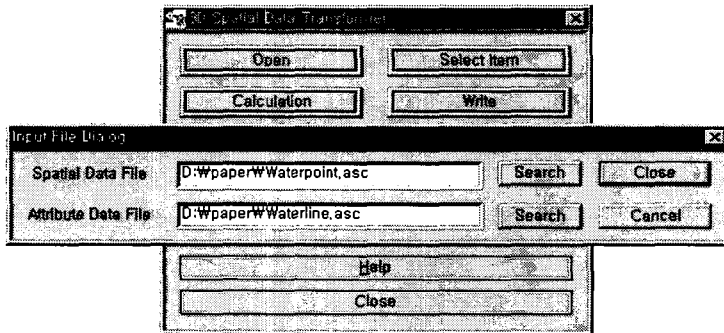 3D Spatial Data Transformer
Open
Select Item
Calculation
Write
Input File Dialog
Spatial Data File
D:₩paper₩Waterpoint.asc
Search
Close
Attribute Data File
D:₩paper₩Waterline.asc
Search
Cancel
Help
Close